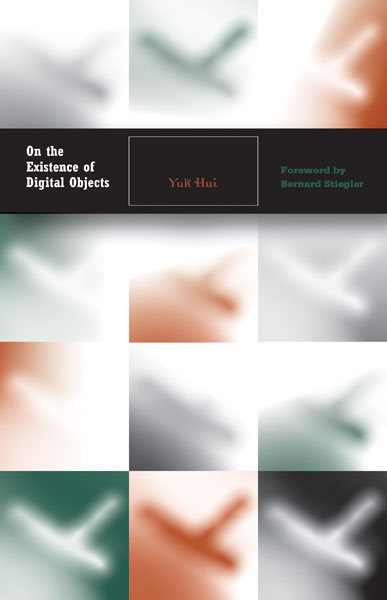 On the
Existence of
Digital Objects
Yuk Hui
Foreword by
Bernard Stiegler